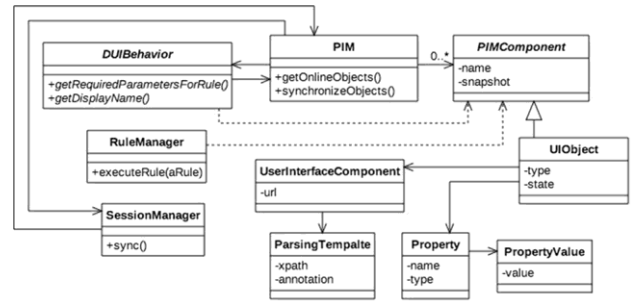 DUIBehavior
+getRequiredParametersForRule()
+getDisplayName()
PIM
+getOnlineObjects()
+synchronizeObjects()
0..*
PIMComponent
-name
-snapshot
RuleManager
+executeRule(aRule)
UserInterfaceComponent
-url
UIObject
-type
-state
SessionManager
+sync()
ParsingTempalte
-xpath
-annotation
Property
-name
-type
PropertyValue
-value